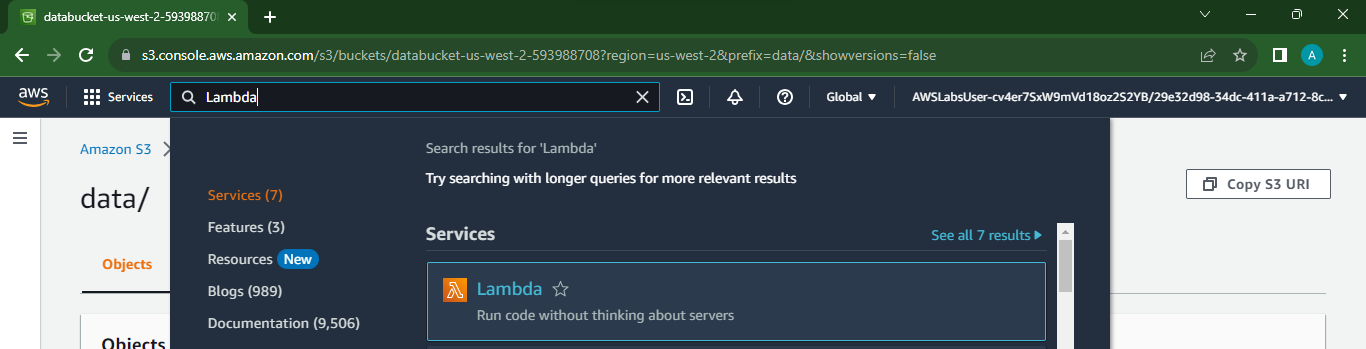 databucket-us-west-2-59398870
s3.console.aws.amazon.com/s3/buckets/databucket-us-west-2-593988708?region=us-west-2&prefix=data/&showversions=false
A
aws Services Lambda Global AWSLabsUser-cv4er7SxW9mVd18oz2S2YB/29e32d98-34dc-411a-a712-8c...
Amazon S3
Search results for 'Lambda'
Try searching with longer queries for more relevant results
data/
Copy S3 URI
Services (7)
Features (3)
Services
See all 7 results
Resources New
Objects
Blogs (989)
Lambda
Run code without thinking about servers
Documentation (9,506)
Objects